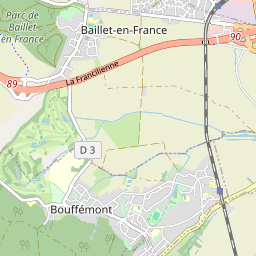 Parc de
Baillet
en France
Baillet-en-France
90
La Francilienne
89
D 3
Bouffémont